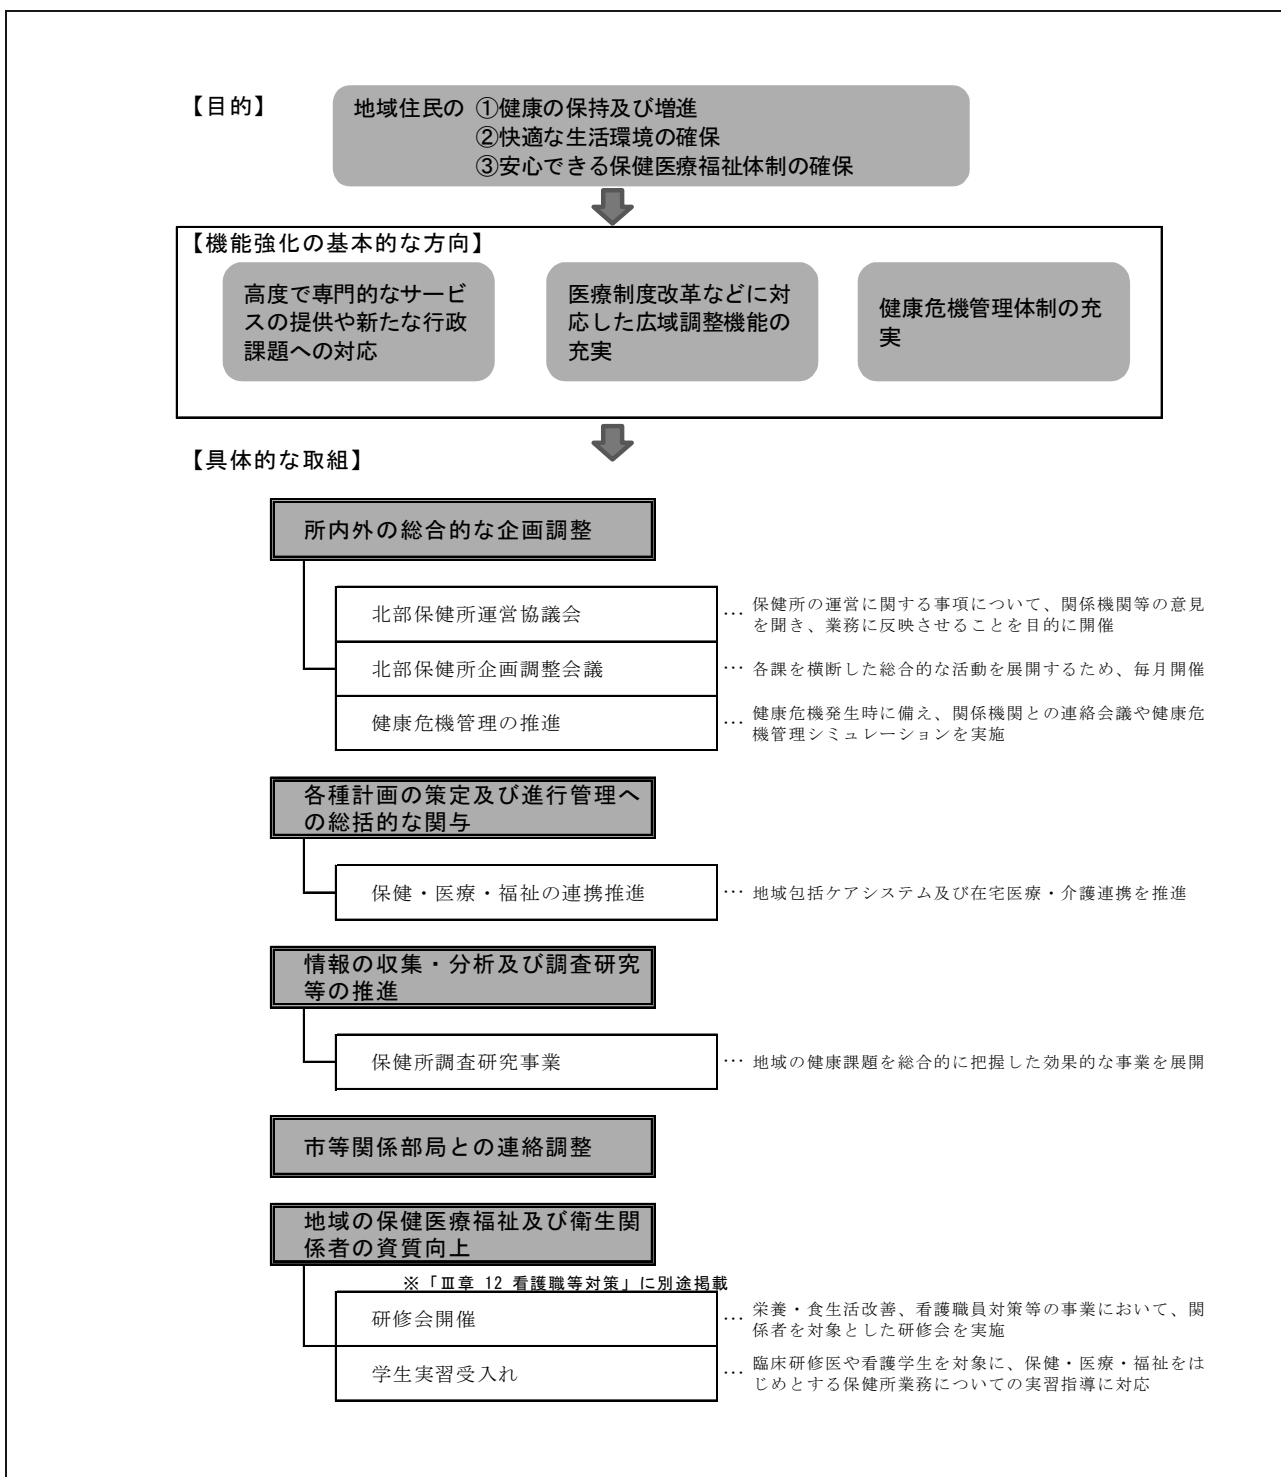 【目的】
地域住民の ①健康の保持及び増進
②快適な生活環境の確保
③安心できる保健医療福祉体制の確保
【機能強化の基本的な方向】
高度で専門的なサービ
スの提供や新たな行政
課題への対応
医療制度改革などに対
応した広域調整機能の
充実
健康危機管理体制の充
実
【具体的な取組】
所内外の総合的な企画調整
北部保健所運営協議会
… 保健所の運営に関する事項について、関係機関等の意見
を聞き、業務に反映させることを目的に開催
北部保健所企画調整会議
… 各課を横断した総合的な活動を展開するため、毎月開催
健康危機管理の推進
… 健康危機発生時に備え、関係機関との連絡会議や健康危
機管理シミュレーションを実施
各種計画の策定及び進行管理へ
の総括的な関与
保健・医療・福祉の連携推進
… 地域包括ケアシステム及び在宅医療・介護連携を推進
情報の収集・分析及び調査研究
等の推進
保健所調査研究事業
… 地域の健康課題を総合的に把握した効果的な事業を展開
市等関係部局との連絡調整
地域の保健医療福祉及び衛生関
係者の資質向上
※「Ⅲ章 12 看護職等対策」に別途掲載
研修会開催
… 栄養・食生活改善、看護職員対策等の事業において、関
係者を対象とした研修会を実施
学生実習受入れ
… 臨床研修医や看護学生を対象に、保健・医療・福祉をは
じめとする保健所業務についての実習指導に対応